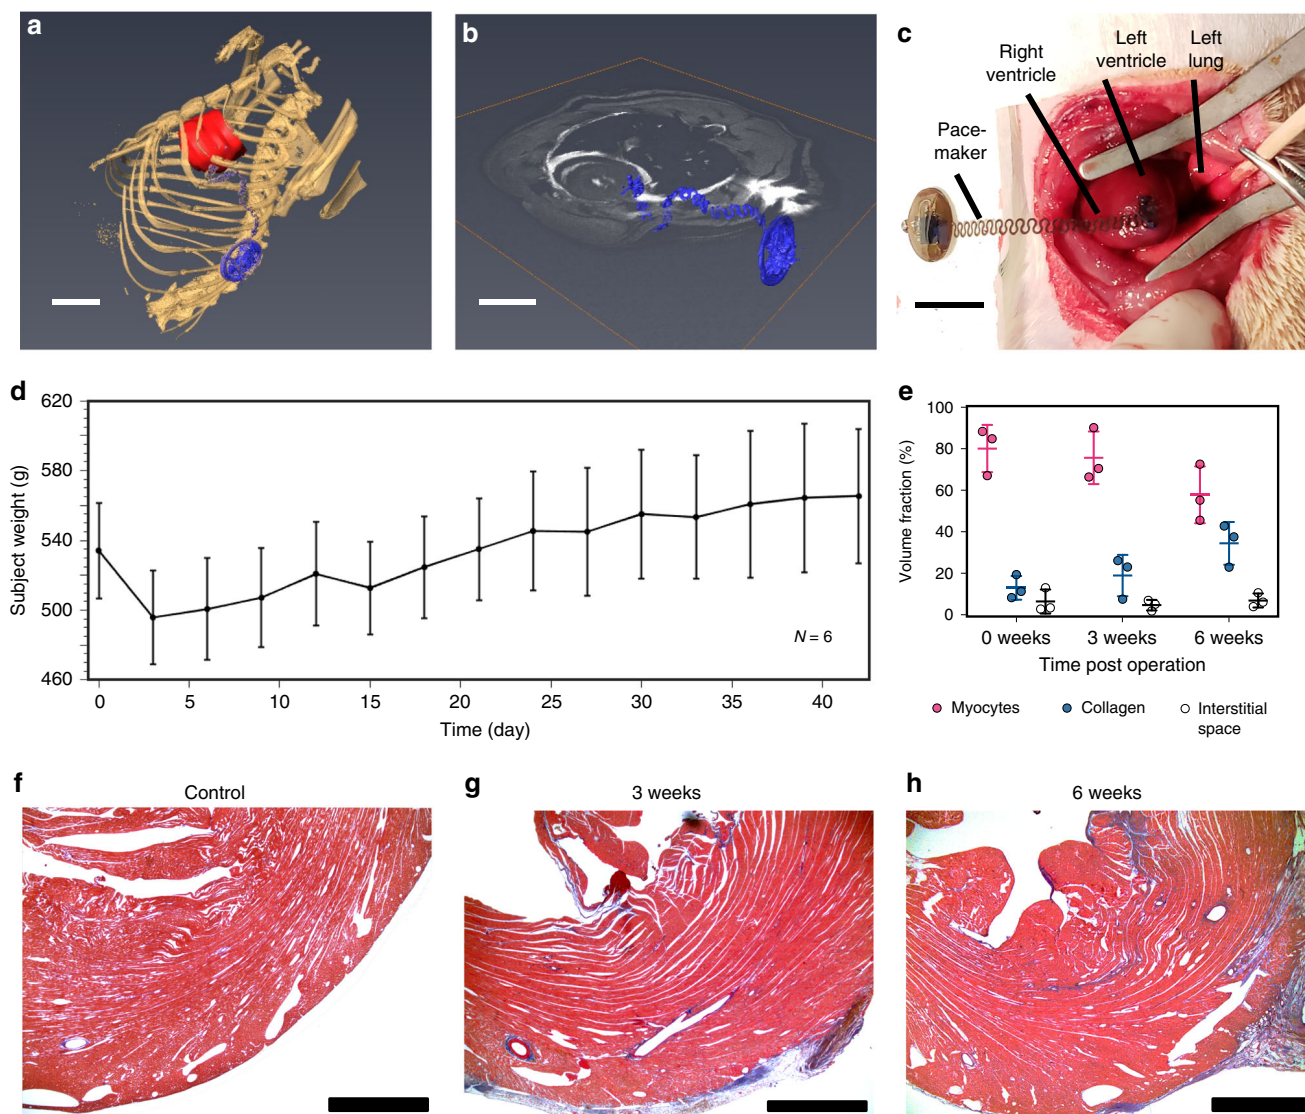 a
b
c
Right
ventricle
Left
ventricle
Left
lung
Pace-
maker
d
620
580
540
500
460
Subject weight (g)
N = 6
0
5
10
15
20
25
30
35
40
Time (day)
e
100
80
60
40
20
0
Volume fraction (%)
0 weeks
3 weeks
6 weeks
Time post operation
Myocytes
Collagen
Interstitial
space
f
Control
g
3 weeks
h
6 weeks